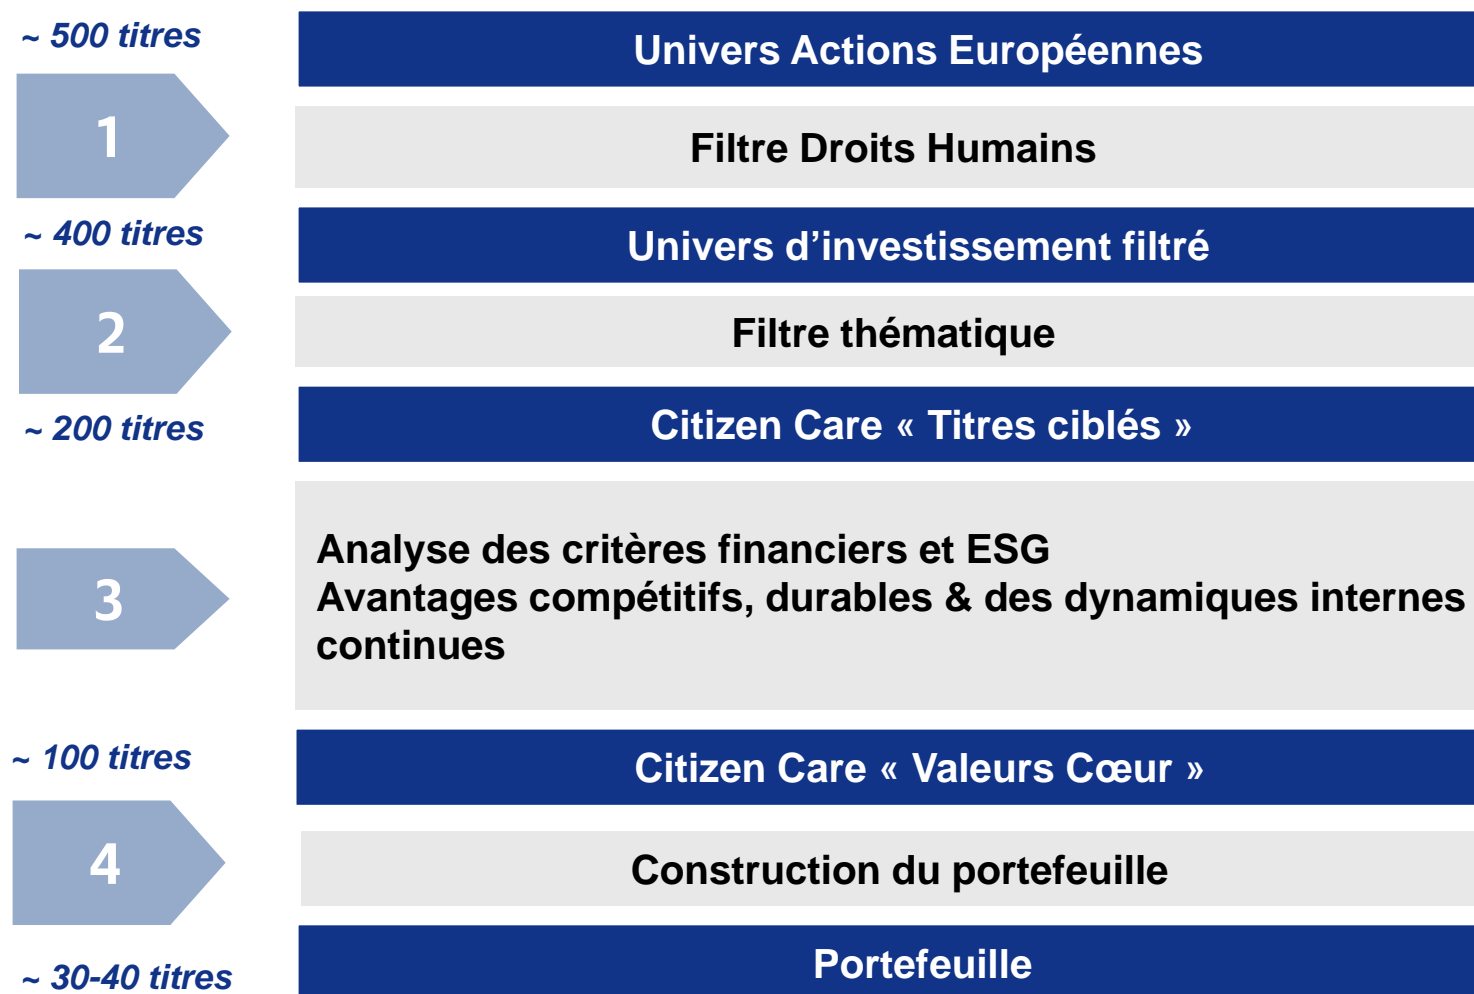 ~ 500 titres
Univers Actions Européennes
1
Filtre Droits Humains
~ 400 titres
Univers d’investissement filtré
2
Filtre thématique
~ 200 titres
Citizen Care « Titres ciblés »
3
Analyse des critères financiers et ESG
Avantages compétitifs, durables & des dynamiques internes
continues
~ 100 titres
Citizen Care « Valeurs Cœur »
4
Construction du portefeuille
~ 30-40 titres
Portefeuille